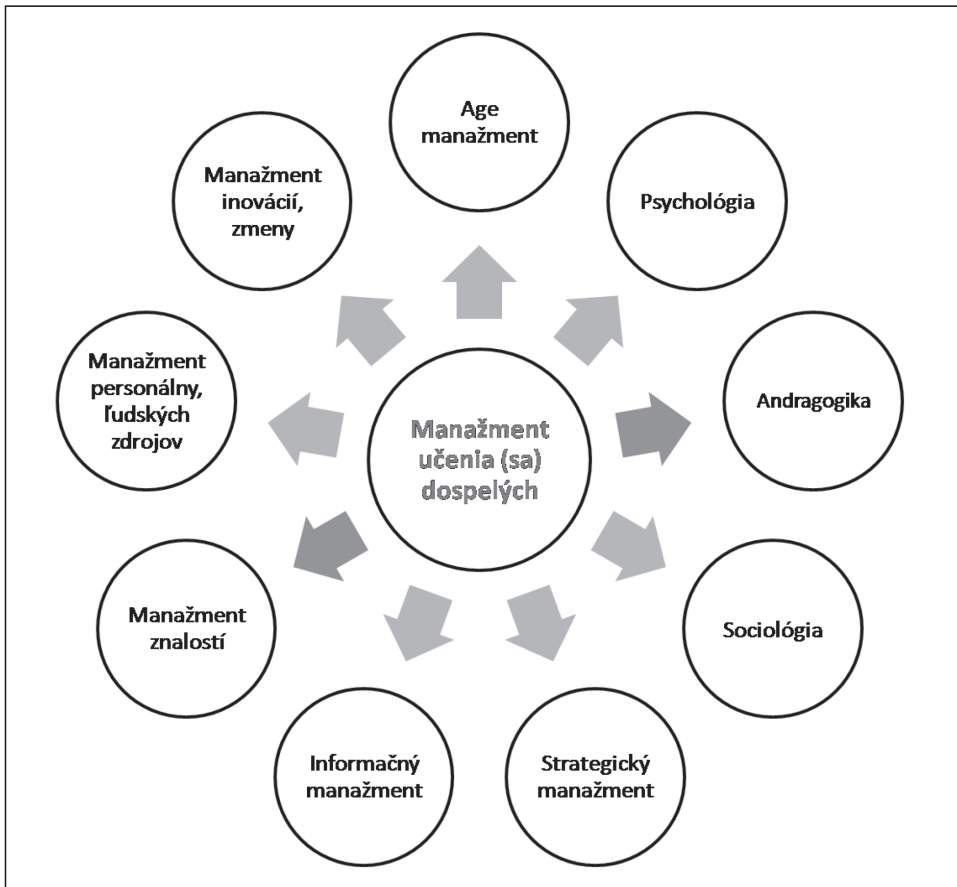 Age
manažment
Psychológia
Andragogika
Sociológia
Strategický
manažment
Informačný
manažment
Manažment
znalostí
Manažment
personálny,
ľudských
zdrojov
Manažment
inovácií,
zmeny
Manažment
učenia (sa)
dospelých